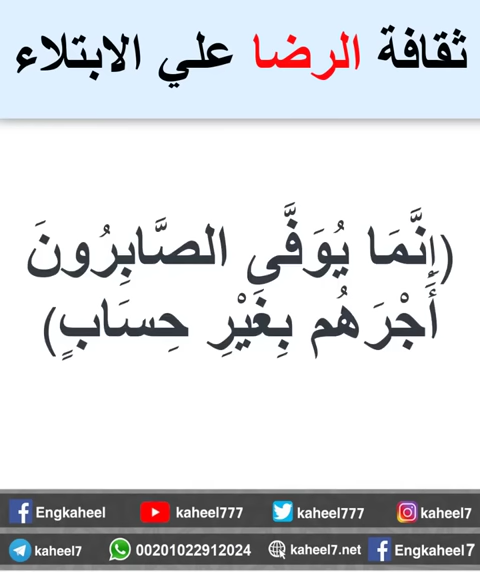 ثقافة الرضا علي الابتلاء
(إِنَّمَا يُوَفَّى الصَّابِرُونَ
أَجْرَهُم بِغَيْرِ حِسَابٍ)
Engkaheel kaheel777 kaheel777 kaheel7
kaheel7 00201022912024 kaheel7.net Engkaheel7